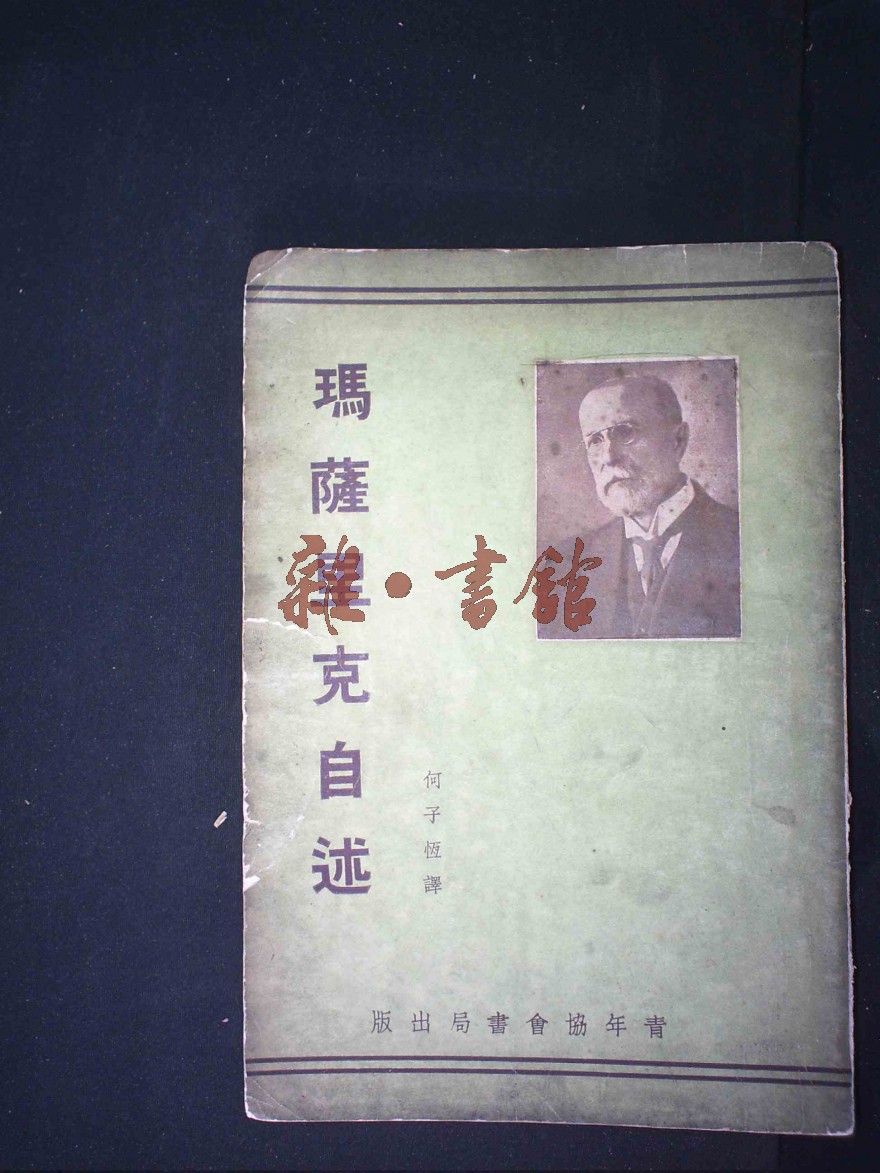 瑪薩里克自述
何子恆譯
青年協會書局出版
雜·書館